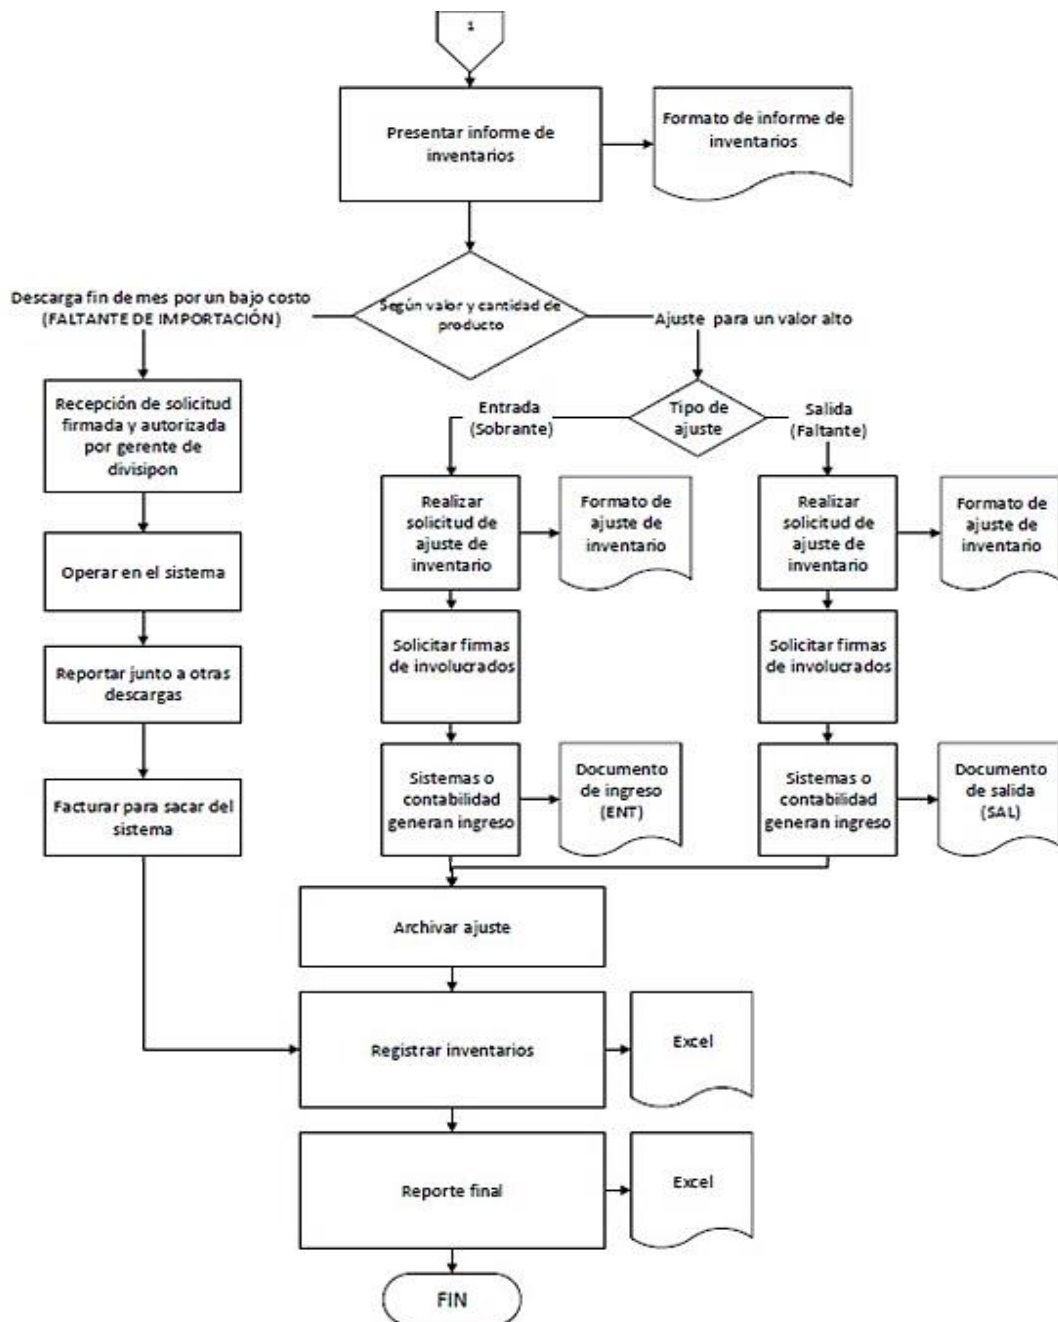 1
Presentar informe de
inventarios
Formato de informe de
inventarios
Según valor y cantidad de
producto
Descarga fin de mes por un bajo costo
(FALTANTE DE IMPORTACIÓN)
Ajuste para un valor alto
Recepción de solicitud
firmada y autorizada
por gerente de
divisipon
Operar en el sistema
Reportar junto a otras
descargas
Facturar para sacar del
sistema
Tipo de
ajuste
Entrada
(Sobrante)
Salida
(Faltante)
Realizar
solicitud de
ajuste de
inventario
Formato de
ajuste de
inventario
Realizar
solicitud de
ajuste de
inventario
Formato de
ajuste de
inventario
Solicitar firmas
de involucrados
Solicitar firmas
de involucrados
Sistemas o
contabilidad
generan ingreso
Documento
de ingreso
(ENT)
Sistemas o
contabilidad
generan ingreso
Documento
de salida
(SAL)
Archivar ajuste
Registrar inventarios
Excel
Reporte final
Excel
FIN